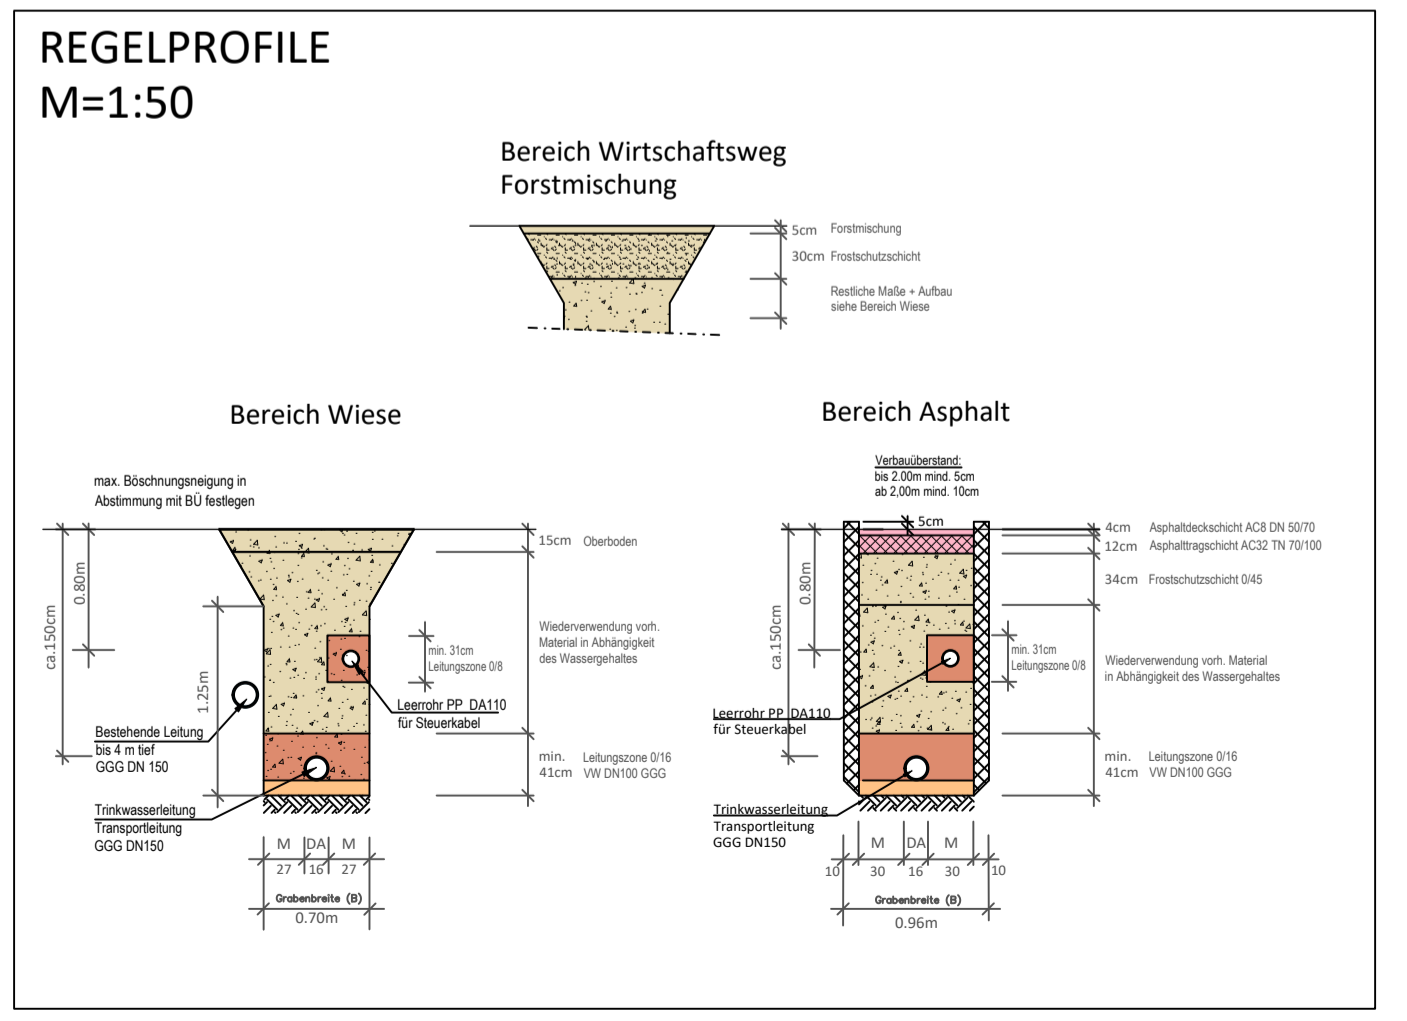 REGELPROFILE
M=1:50
Bereich Wirtschaftsweg
Forstmischung
5cm Forstmischung
30cm Frostschutzschicht
Restliche Maße + Aufbau
siehe Bereich Wiese
Bereich Wiese
max. Böschnungsneigung in
Abstimmung mit BÜ festlegen
15cm Oberboden
0.80m
ca.150cm
1.25m
Wiederverwendung vorh.
Material in Abhängigkeit
des Wassergehaltes
min. 31cm
Leitungszone 0/8
Leerrohr PP DA110
für Steuerkabel
Bestehende Leitung
bis 4 m tief
GGG DN 150
min. Leitungszone 0/16
41cm VW DN100 GGG
Trinkwasserleitung
Transportleitung
GGG DN150
M DA M
27 16 27
Grabenbreite (B)
0.70m
Bereich Asphalt
Verbauüberstand:
bis 2.00m mind. 5cm
ab 2,00m mind. 10cm
5cm
4cm Asphaltdeckschicht AC8 DN 50/70
12cm Asphalttragschicht AC32 TN 70/100
34cm Frostschutzschicht 0/45
0.80m
ca.150cm
min. 31cm
Leitungszone 0/8
Wiederverwendung vorh. Material
in Abhängigkeit des Wassergehaltes
Leerrohr PP DA110
für Steuerkabel
min. Leitungszone 0/16
41cm VW DN100 GGG
Trinkwasserleitung
Transportleitung
GGG DN150
M DA M
10 30 16 30 10
Grabenbreite (B)
0.96m